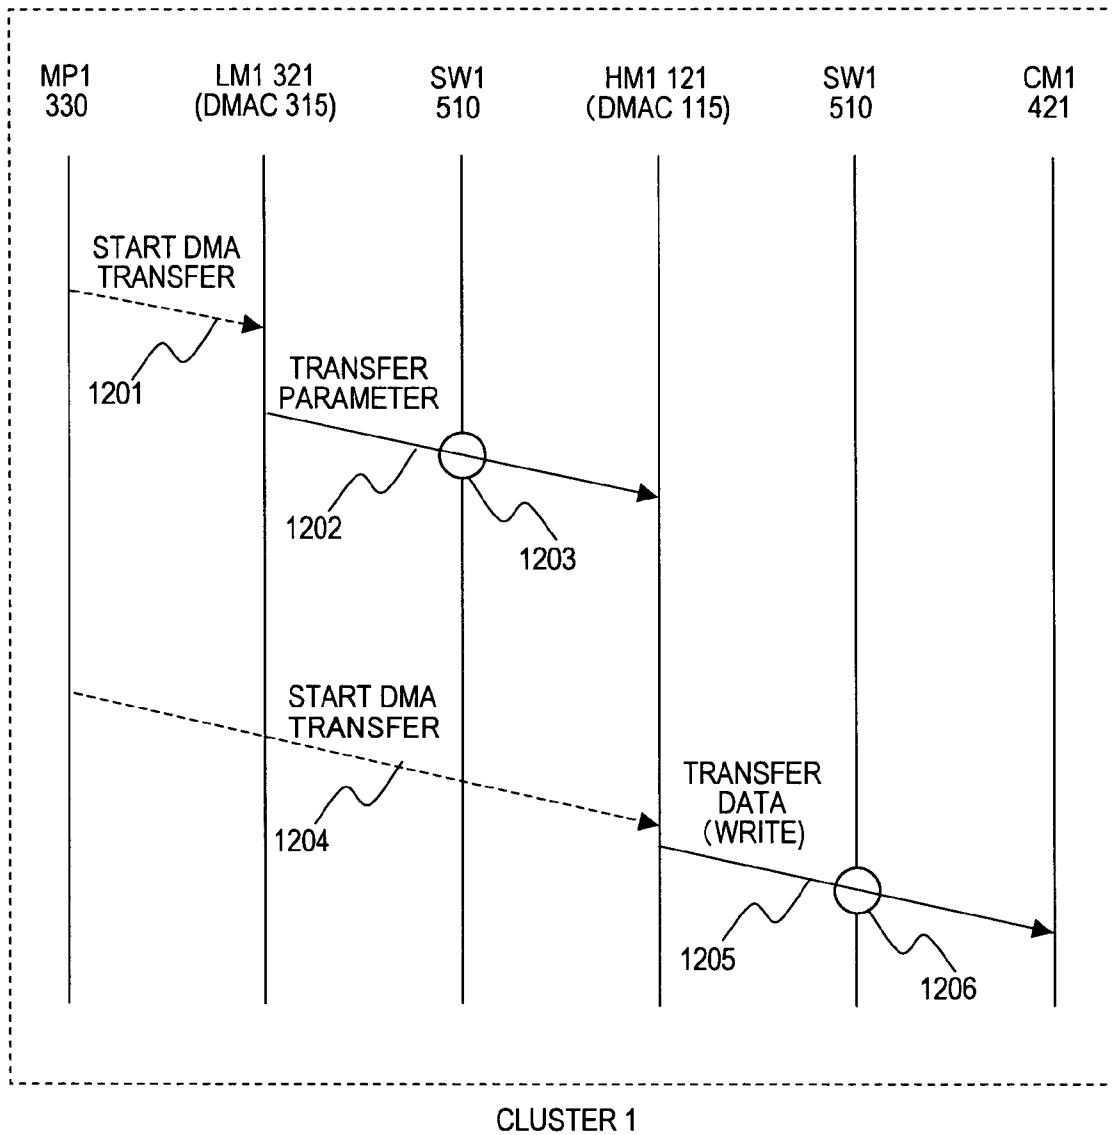 MP1
330
LM1 321
(DMAC 315)
SW1
510
HM1 121
(DMAC 115)
SW1
510
CM1
421
START DMA
TRANSFER
1201
TRANSFER
PARAMETER
1202
1203
START DMA
TRANSFER
1204
TRANSFER
DATA
(WRITE)
1205
1206
CLUSTER 1